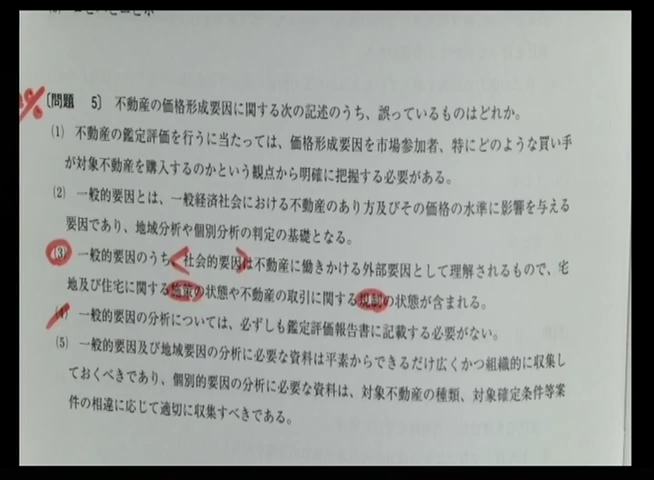 〔問題 5〕 不動産の価格形成要因に関する次の記述のうち、誤っているものはどれか。
(1) 不動産の鑑定評価を行うに当たっては、価格形成要因を市場参加者、特にどのような買い手
が対象不動産を購入するのかという観点から明確に把握する必要がある。
(2) 一般的要因とは、一般経済社会における不動産のあり方及びその価格の水準に影響を与える
要因であり、地域分析や個別分析の判定の基礎となる。
(3) 一般的要因のうち、社会的要因は不動産に働きかける外部要因として理解されるもので、宅
地及び住宅に関する施策の状態や不動産の取引に関する規制の状態が含まれる。
(4) 一般的要因の分析については、必ずしも鑑定評価報告書に記載する必要がない。
(5) 一般的要因及び地域要因の分析に必要な資料は平素からできるだけ広くかつ組織的に収集し
ておくべきであり、個別的要因の分析に必要な資料は、対象不動産の種類、対象確定条件等案
件の相違に応じて適切に収集すべきである。